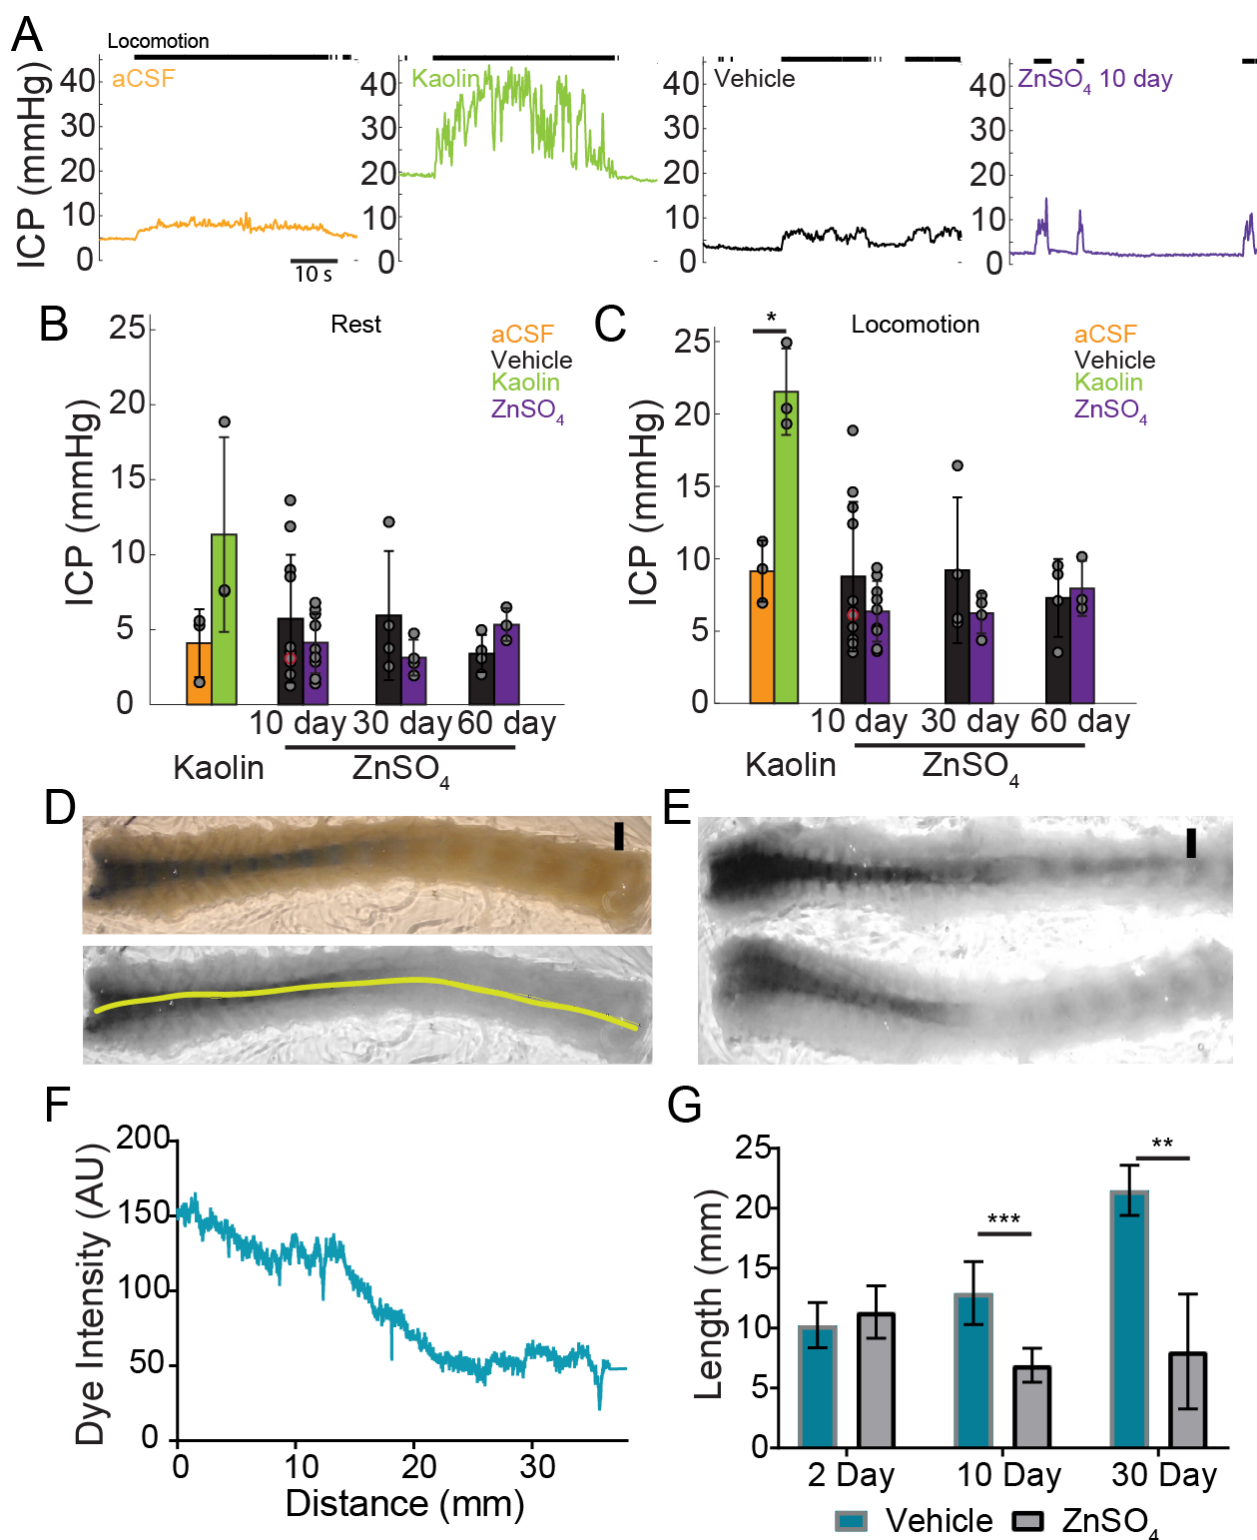 A
Locomotion
ICP (mmHg)
40
30
20
10
0
aCSF
10 s
40
30
20
10
0
Kaolin
40
30
20
10
0
Vehicle
40
30
20
10
0
ZnSO4 10 day
B
Rest
ICP (mmHg)
25
20
15
10
5
0
aCSF
Vehicle
Kaolin
ZnSO4
10 day 30 day 60 day
Kaolin
ZnSO4
C
Locomotion
ICP (mmHg)
25
20
15
10
5
0
*
aCSF
Vehicle
Kaolin
ZnSO4
10 day 30 day 60 day
Kaolin
ZnSO4
D
E
F
Dye Intensity (AU)
200
150
100
50
0
0 10 20 30
Distance (mm)
G
Length (mm)
25
20
15
10
5
0
***
**
2 Day 10 Day 30 Day
Vehicle ZnSO4